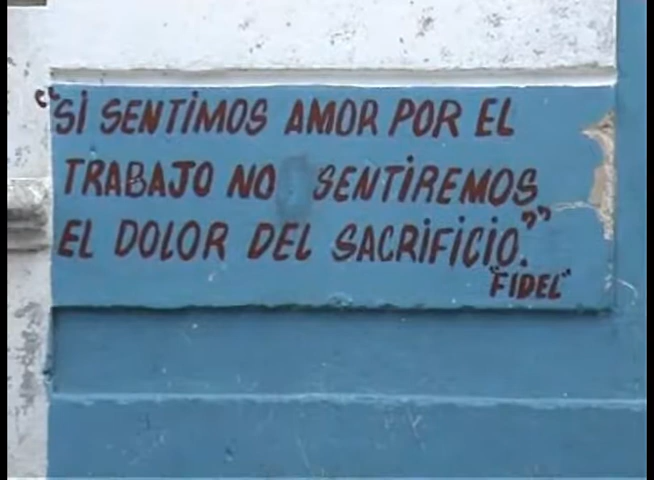 “SI SENTIMOS AMOR POR EL
TRABAJO NO SENTIREMOS
EL DOLOR DEL SACRIFICIO.”
"FIDEL"